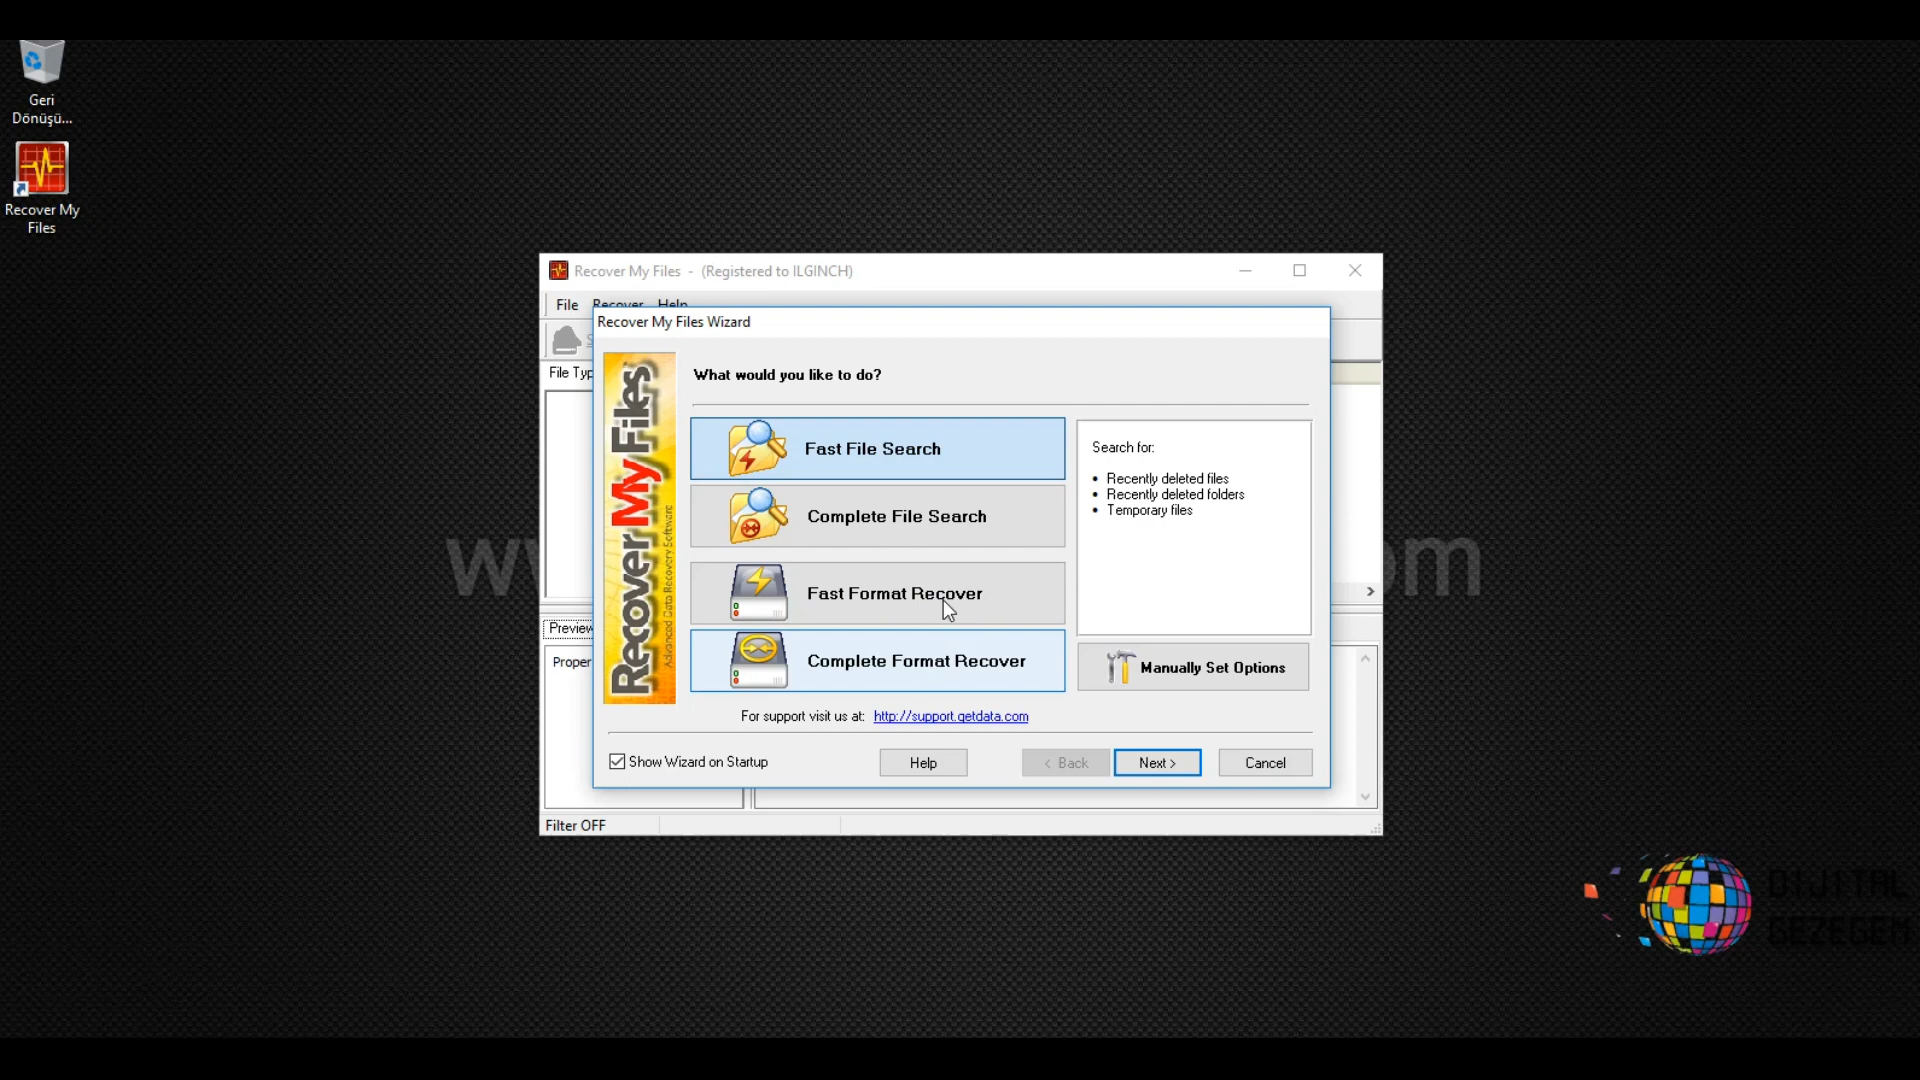 Geri
Dönüşü...
Recover My
Files
Recover My Files - (Registered to ILGINCH)
File Recover Help
File Typ
Recover My Files Wizard
Recover My Files
Advanced Data Recovery Software
What would you like to do?
Fast File Search
Complete File Search
Fast Format Recover
Complete Format Recover
Search for:
• Recently deleted files
• Recently deleted folders
• Temporary files
Manually Set Options
For support visit us at: http://support.getdata.com
Show Wizard on Startup
Help
< Back
Next >
Cancel
Preview
Proper
Filter OFF
DIJITAL
GEZEGEN